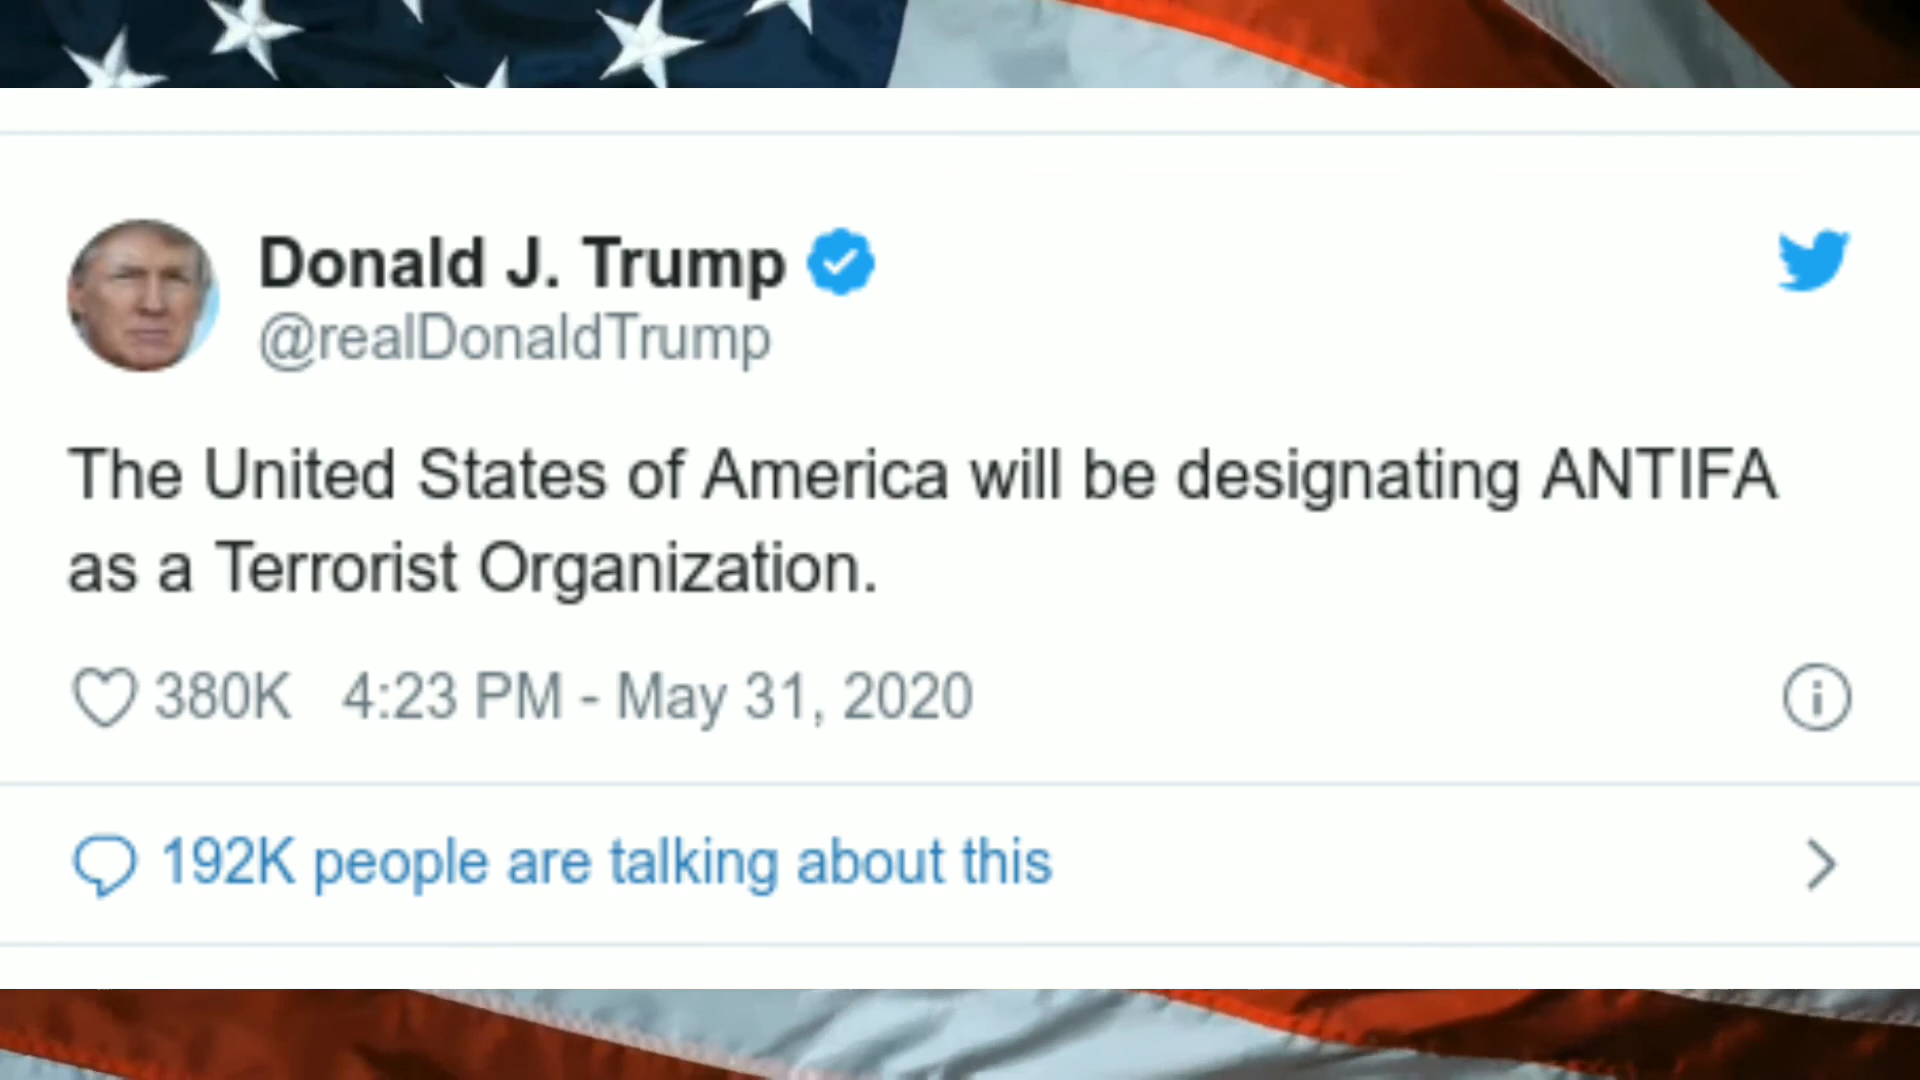 Donald J. Trump
@realDonaldTrump
The United States of America will be designating ANTIFA
as a Terrorist Organization.
380K 4:23 PM - May 31, 2020
192K people are talking about this